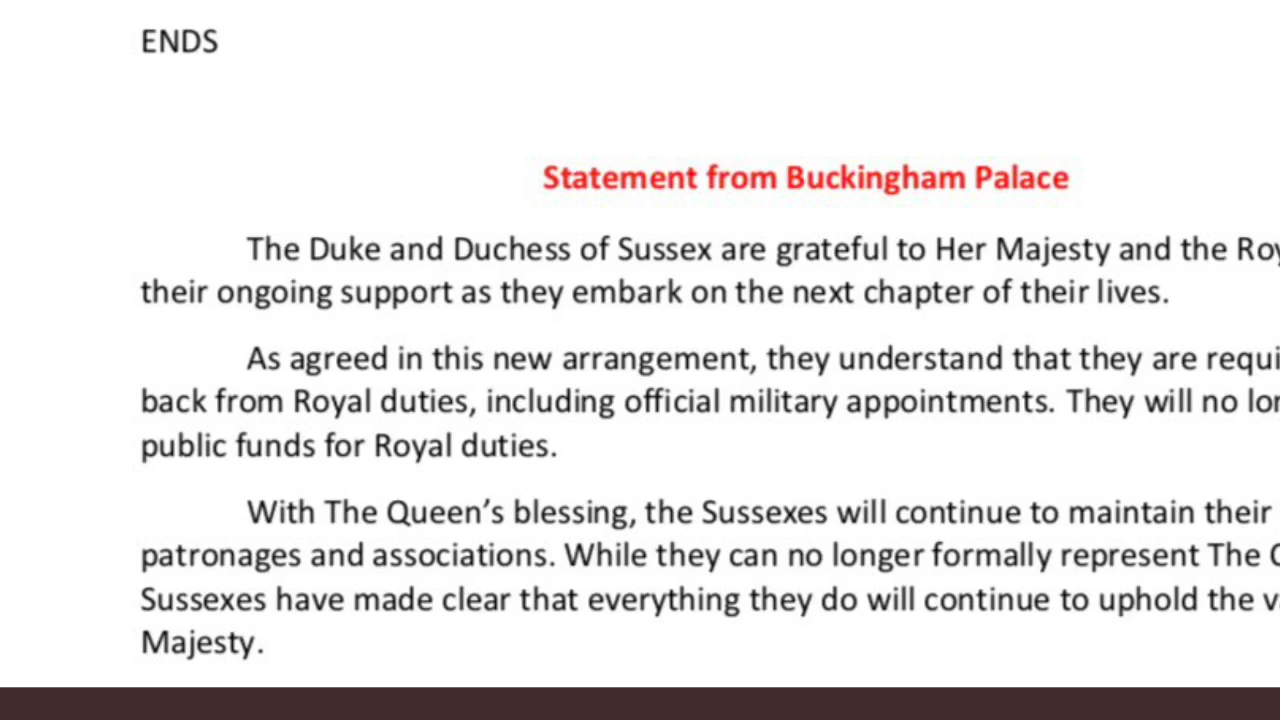 ENDS
Statement from Buckingham Palace
The Duke and Duchess of Sussex are grateful to Her Majesty and the
their ongoing support as they embark on the next chapter of their lives.
As agreed in this new arrangement, they understand that they are
back from Royal duties, including official military appointments. They will no
public funds for Royal duties.
With The Queen’s blessing, the Sussexes will continue to maintain their
patronages and associations. While they can no longer formally represent The
Sussexes have made clear that everything they do will continue to uphold the
Majesty.